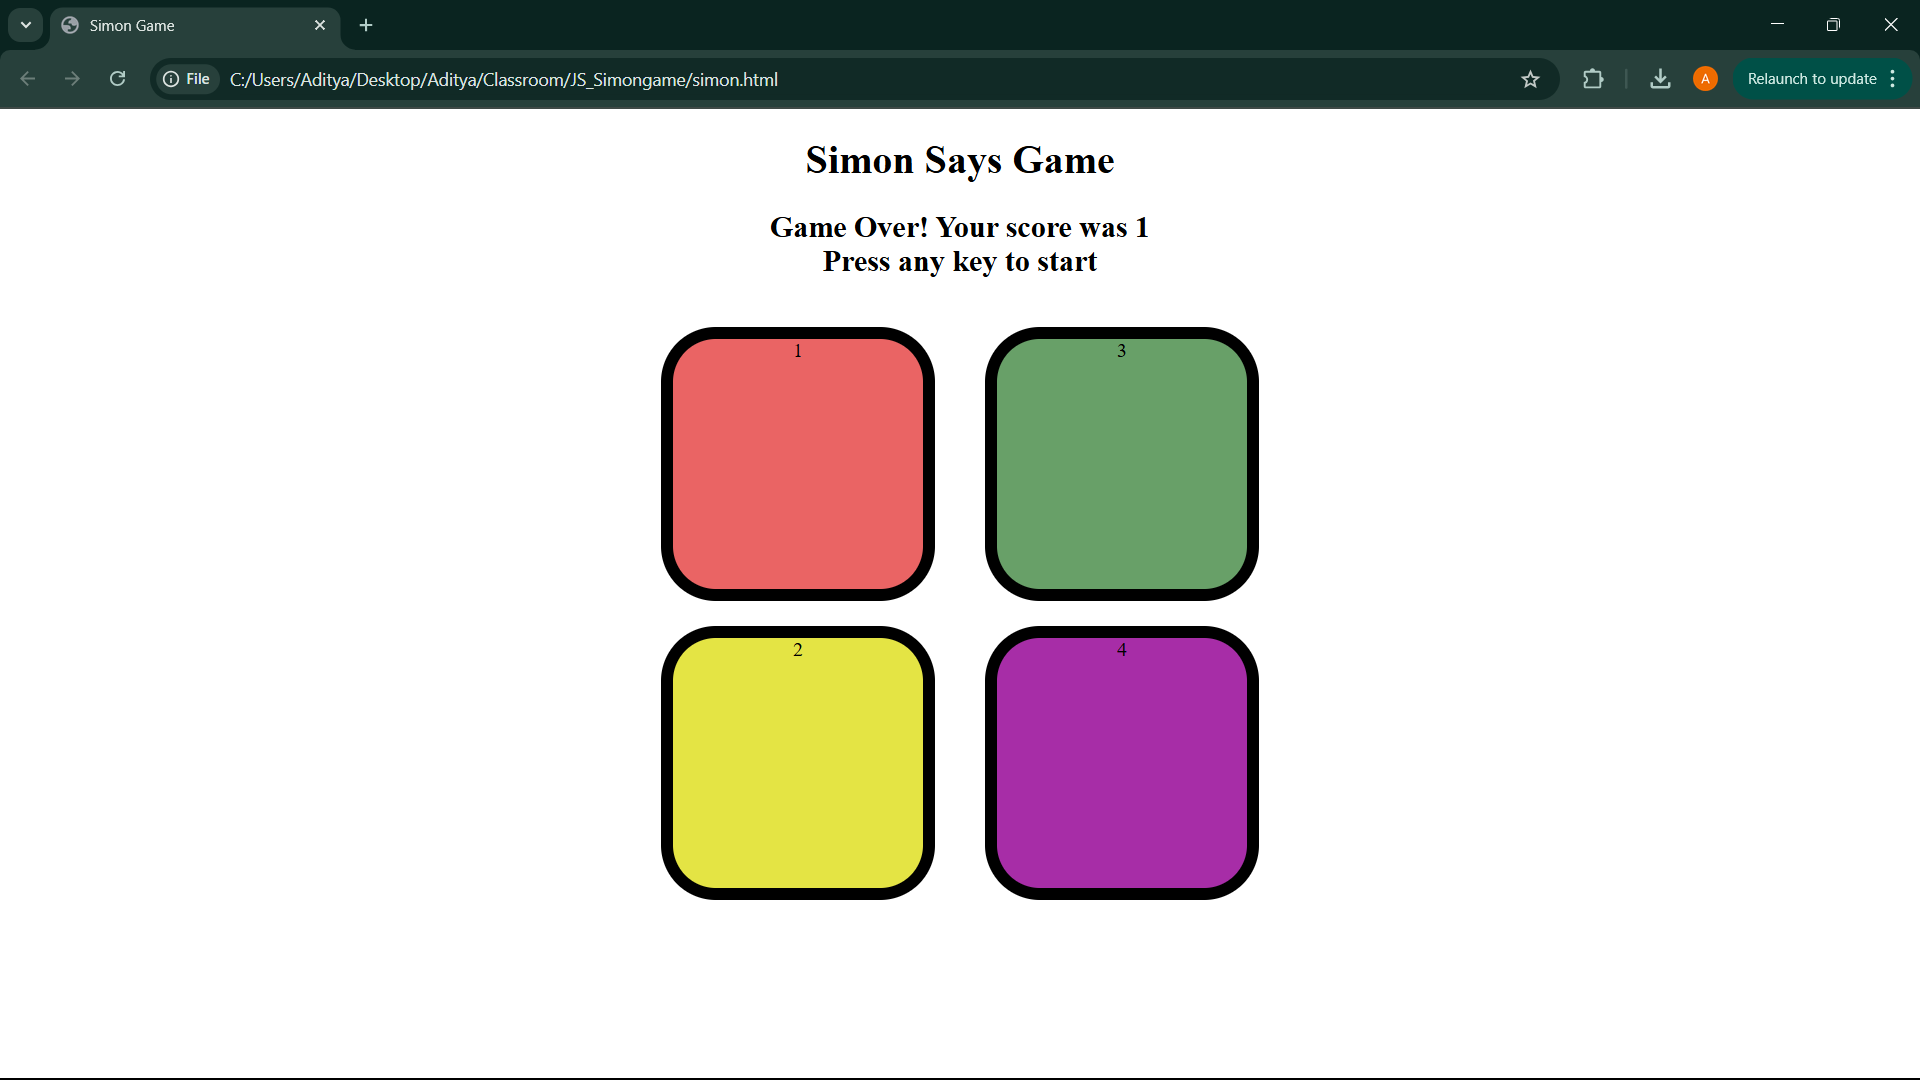 Simon Game
File
C:/Users/Aditya/Desktop/Aditya/Classroom/JS_Simongame/simon.html
A
Relaunch to update
Simon Says Game
Game Over! Your score was 1
Press any key to start
1
3
2
4